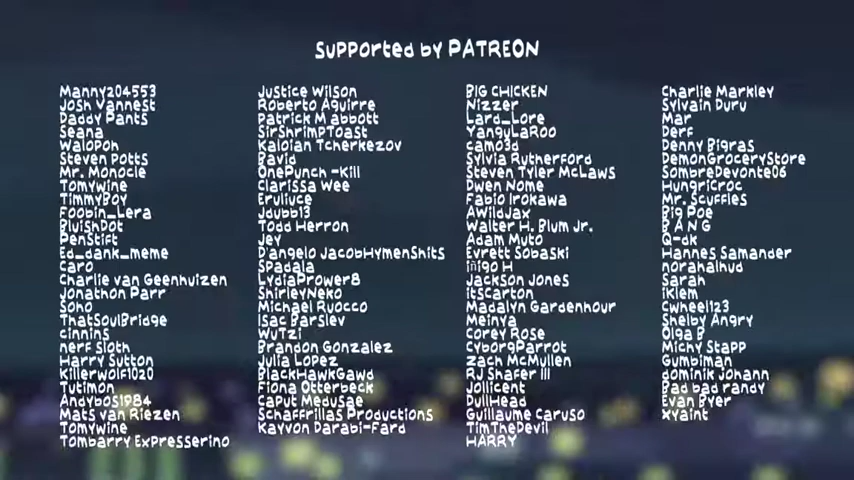 Supported by PATREON
Manny204553
Josh Vannest
Daddy Pants
Seana
Walopoh
Steven Potts
Mr. Monocle
Tomywine
TimmyBoy
Foobin_Lera
BluishDot
PenStift
Ed_dank_meme
Caro
Charlie van Geenhuizen
Jonathon Parr
Soho
ThatSoulBridge
cinnins
nerf sloth
Harry Sutton
Killerwolf1020
Tutimon
Andybos1984
Mats van Riezen
Tomywine
Tombarry Expresserino
Justice Wilson
Roberto Aguirre
Patrick M abbott
SirShrimpToast
Kaloian Tcherkezov
Bavid
OnePunch -Kill
Clarissa Wee
Eruliuce
Jdubb13
Todd Herron
Jey
D'angelo JacobHymenShits
Spadala
LydiaProwerB
ShirleyNeko
Michael Ruocco
Isac Barslev
WuTzi
Brandon Gonzalez
Julia Lopez
BlackHawkGawd
Fiona Otterbeck
Caput Medusae
Schaffrillas Productions
Kayvon Darabi-Fard
BIG CHICKEN
Nizzer
Lard_Lore
YanguLaRoo
camo3d
Sylvia Rutherford
Steven Tyler McLaws
Dwen Nome
Fabio Irokawa
AWildJax
Walter H. Blum Jr.
Adam Muto
Evrett Sobaski
iñigo H
Jackson Jones
itsCarton
Madalyn Gardenhour
Meinya
Corey Rose
CyborgParrot
zach McMullen
RJ Shafer III
Jollicent
DullHead
Guillaume Caruso
TimTheDevil
HARRY
Charlie Markley
Sylvain Duru
Mar
Derf
Denny Bigras
DemonGroceryStore
SombreDevonte06
HungriCroc
Mr. Scuffles
Big Poe
B A N G
Q-dk
Hannes Samander
norahalhud
Sarah
iKlem
Cwheel123
Shelby Angry
Olga B
Michy Stapp
Gumbiman
dominik Johann
Bad bad randy
Evan Byer
xyaint